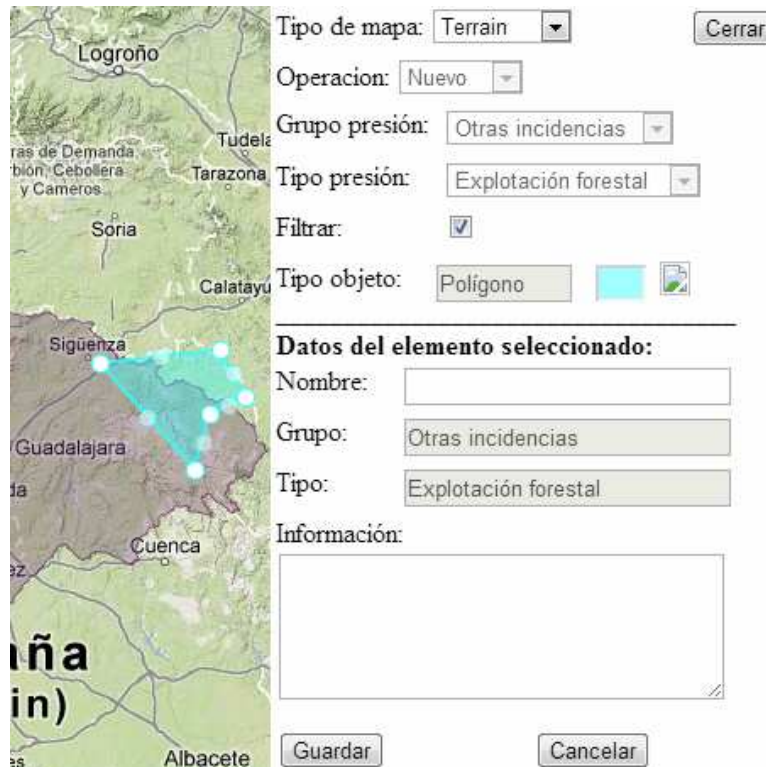 Logroño
Tudela
ras de Demanda,
rbión, Cebollera
y Cameros
Tarazona
Soria
Calatayu
Sigüenza
Guadalajara
da
Cuenca
ez
aña
in)
es
Albacete
Tipo de mapa: Terrain
Cerrar
Operacion: Nuevo
Grupo presión: Otras incidencias
Tipo presión: Explotación forestal
Filtrar:
Tipo objeto: Polígono
Datos del elemento seleccionado:
Nombre:
Grupo: Otras incidencias
Tipo: Explotación forestal
Información:
Guardar Cancelar